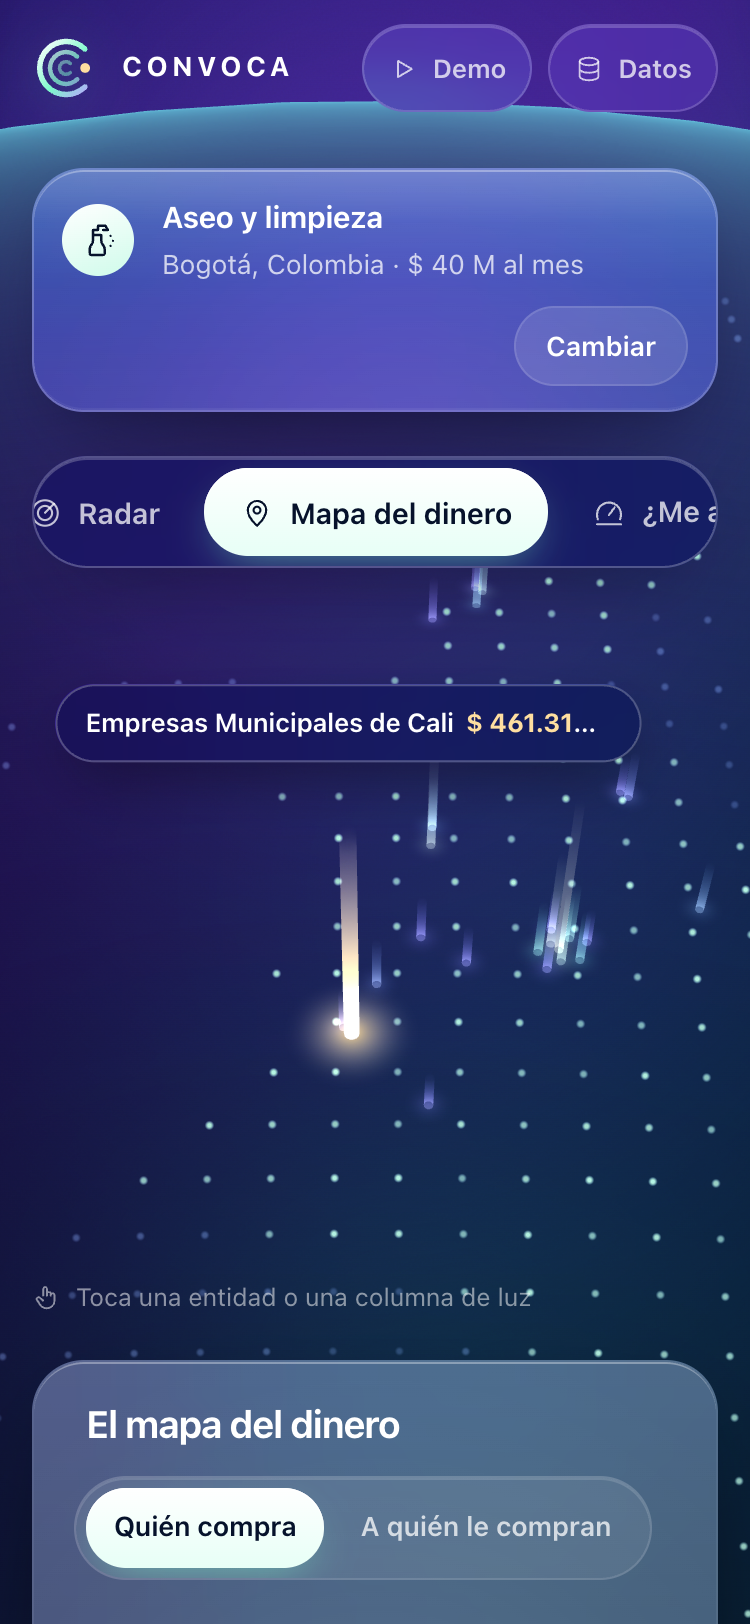 CONVOCA
Demo
Datos
Aseo y limpieza
Bogotá, Colombia · $ 40 M al mes
Cambiar
Radar
Mapa del dinero
¿Me a
Empresas Municipales de Cali $ 461.31...
Toca una entidad o una columna de luz
El mapa del dinero
Quién compra
A quién le compran